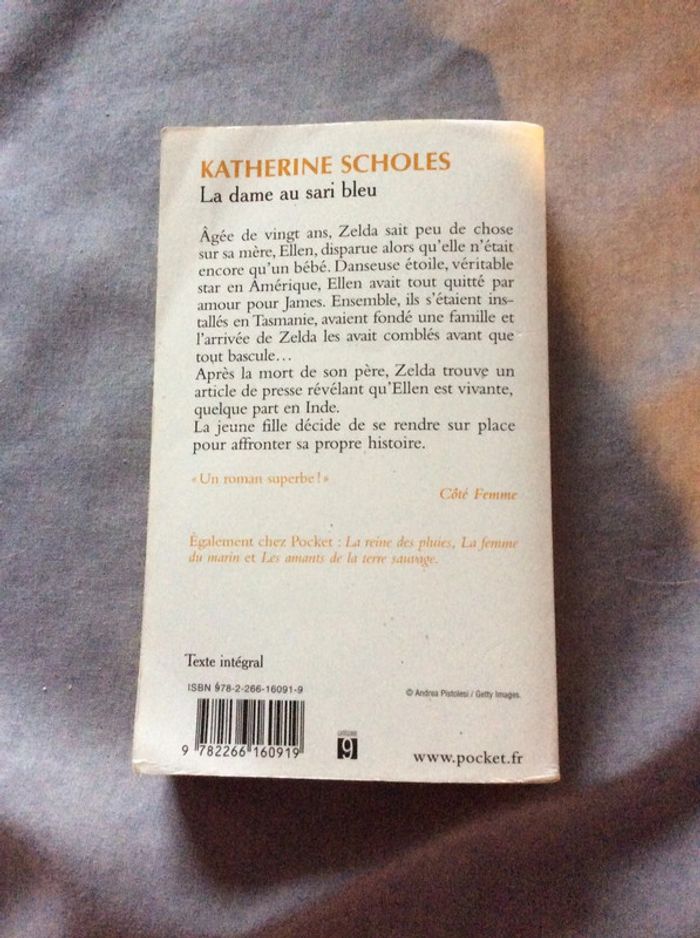 KATHERINE SCHOLES
La dame au sari bleu
Âgée de vingt ans, Zelda sait peu de chose
sur sa mère, Ellen, disparue alors qu'elle n'était
encore qu'un bébé. Danseuse étoile, véritable
star en Amérique, Ellen avait tout quitté par
amour pour James. Ensemble, ils s'étaient ins-
tallés en Tasmanie, avaient fondé une famille et
l'arrivée de Zelda les avait comblés avant que
tout bascule…
Après la mort de son père, Zelda trouve un
article de presse révélant qu'Ellen est vivante,
quelque part en Inde.
La jeune fille décide de se rendre sur place
pour affronter sa propre histoire.
« Un roman superbe ! »
Côté Femme
Également chez Pocket : La reine des pluies, La femme
du marin et Les amants de la terre sauvage.
Texte intégral
ISBN 978-2-266-16091-9
© Andrea Pistolesi / Getty Images.
9 782266 160919
9
www.pocket.fr